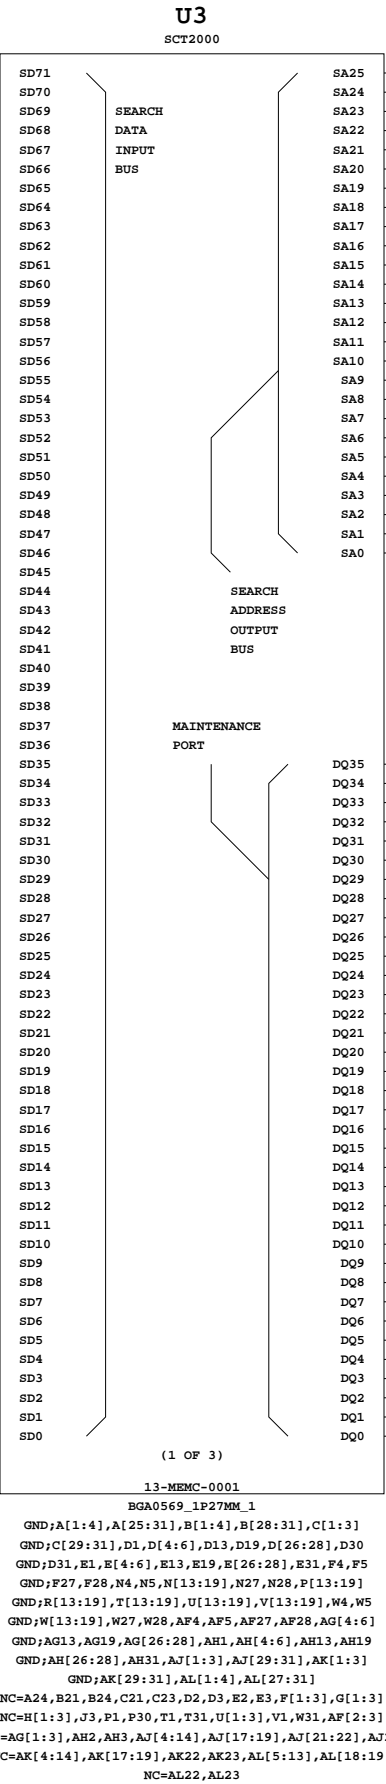 U3
SCT2000
SD71 SA25
SD70 SA24
SD69 SEARCH SA23
SD68 DATA SA22
SD67 INPUT SA21
SD66 BUS SA20
SD65 SA19
SD64 SA18
SD63 SA17
SD62 SA16
SD61 SA15
SD60 SA14
SD59 SA13
SD58 SA12
SD57 SA11
SD56 SA10
SD55 SA9
SD54 SA8
SD53 SA7
SD52 SA6
SD51 SA5
SD50 SA4
SD49 SA3
SD48 SA2
SD47 SA1
SD46 SA0
SD45
SD44 SEARCH
SD43 ADDRESS
SD42 OUTPUT
SD41 BUS
SD40
SD39
SD38
SD37 MAINTENANCE
SD36 PORT
SD35 DQ35
SD34 DQ34
SD33 DQ33
SD32 DQ32
SD31 DQ31
SD30 DQ30
SD29 DQ29
SD28 DQ28
SD27 DQ27
SD26 DQ26
SD25 DQ25
SD24 DQ24
SD23 DQ23
SD22 DQ22
SD21 DQ21
SD20 DQ20
SD19 DQ19
SD18 DQ18
SD17 DQ17
SD16 DQ16
SD15 DQ15
SD14 DQ14
SD13 DQ13
SD12 DQ12
SD11 DQ11
SD10 DQ10
SD9 DQ9
SD8 DQ8
SD7 DQ7
SD6 DQ6
SD5 DQ5
SD4 DQ4
SD3 DQ3
SD2 DQ2
SD1 DQ1
SD0 DQ0
(1 OF 3)
13-MEMC-0001
BGA0569_1P27MM_1
GND;A[1:4],A[25:31],B[1:4],B[28:31],C[1:3]
GND;C[29:31],D1,D[4:6],D13,D19,D[26:28],D30
GND;D31,E1,E[4:6],E13,E19,E[26:28],E31,F4,F5
GND;F27,F28,N4,N5,N[13:19],N27,N28,P[13:19]
GND;R[13:19],T[13:19],U[13:19],V[13:19],W4,W5
GND;W[13:19],W27,W28,AF4,AF5,AF27,AF28,AG[4:6]
GND;AG13,AG19,AG[26:28],AH1,AH[4:6],AH13,AH19
GND;AH[26:28],AH31,AJ[1:3],AJ[29:31],AK[1:3]
GND;AK[29:31],AL[1:4],AL[27:31]
NC=A24,B21,B24,C21,C23,D2,D3,E2,E3,F[1:3],G[1:3]
NC=H[1:3],J3,P1,P30,T1,T31,U[1:3],V1,W31,AF[2:3]
=AG[1:3],AH2,AH3,AJ[4:14],AJ[17:19],AJ[21:22],
C=AK[4:14],AK[17:19],AK22,AK23,AL[5:13],AL[18:19
NC=AL22,AL23